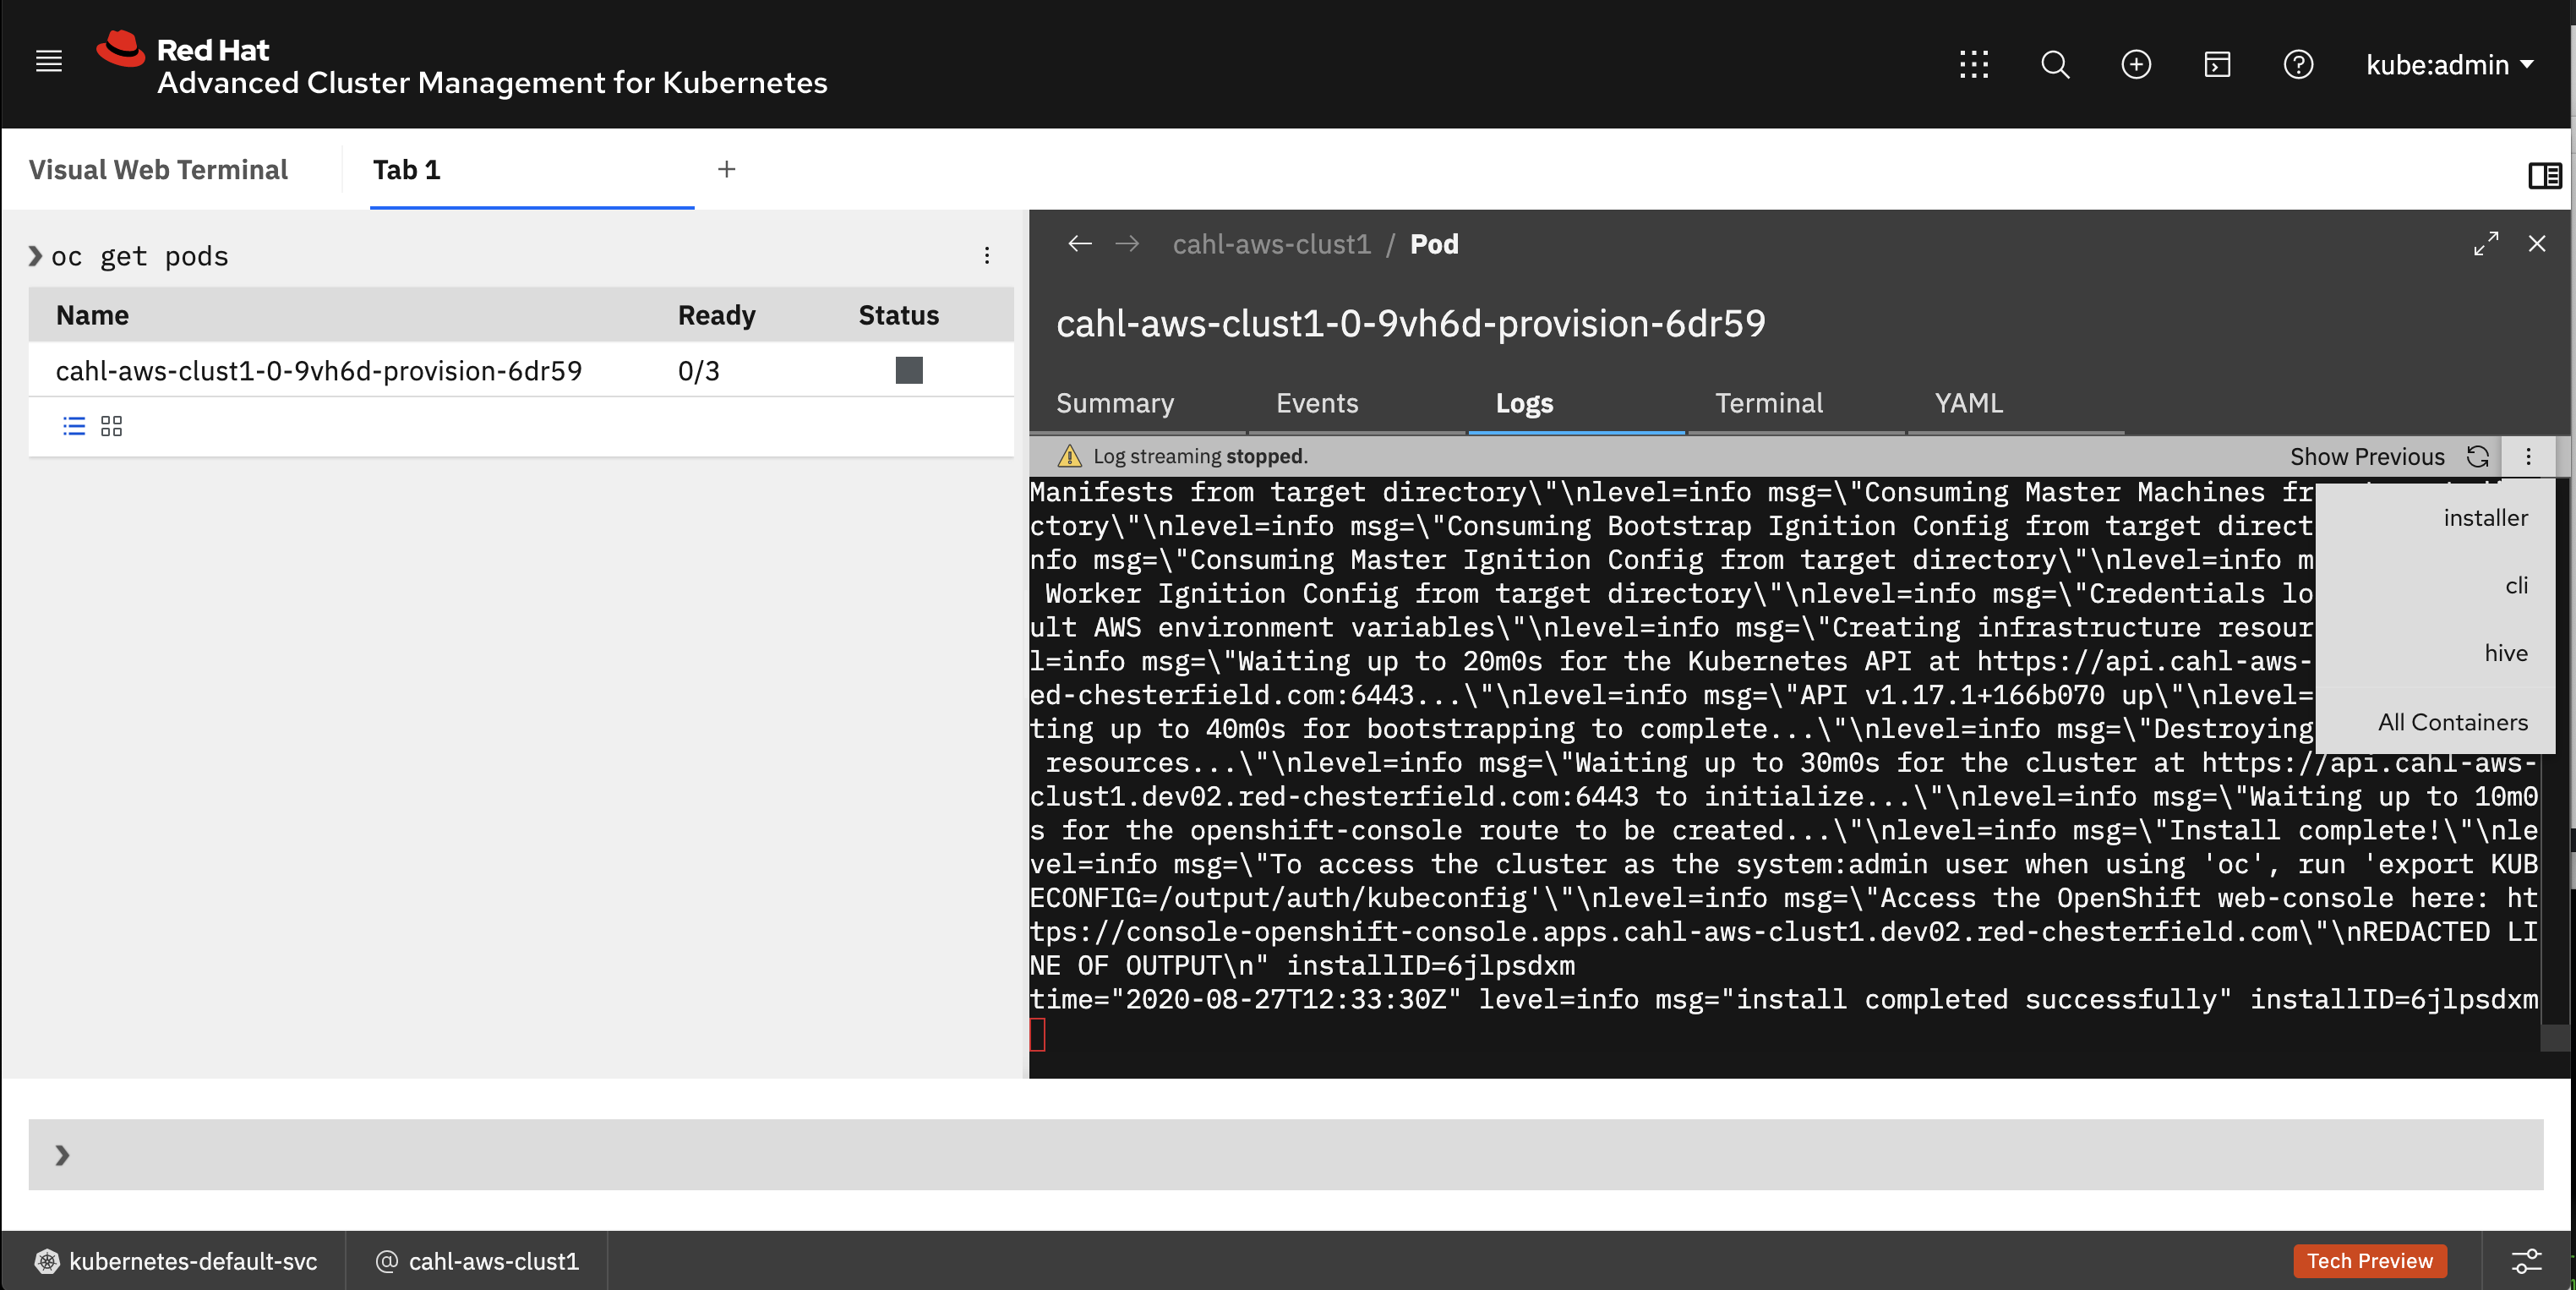 Red Hat
Advanced Cluster Management for Kubernetes
kube:admin
Visual Web Terminal
Tab 1
oc get pods
Name Ready Status
cahl-aws-clust1-0-9vh6d-provision-6dr59 0/3
cahl-aws-clust1 / Pod
cahl-aws-clust1-0-9vh6d-provision-6dr59
Summary Events Logs Terminal YAML
Log streaming stopped.
Show Previous
Manifests from target directory\"\nlevel=info msg=\"Consuming Master Machines fr
ctory\"\nlevel=info msg=\"Consuming Bootstrap Ignition Config from target direct
nfo msg=\"Consuming Master Ignition Config from target directory\"\nlevel=info m
Worker Ignition Config from target directory\"\nlevel=info msg=\"Credentials lo
ult AWS environment variables\"\nlevel=info msg=\"Creating infrastructure resour
l=info msg=\"Waiting up to 20m0s for the Kubernetes API at https://api.cahl-aws-
ed-chesterfield.com:6443...\"\nlevel=info msg=\"API v1.17.1+166b070 up\"\nlevel=
ting up to 40m0s for bootstrapping to complete...\"\nlevel=info msg=\"Destroying
resources...\"\nlevel=info msg=\"Waiting up to 30m0s for the cluster at https://api.cahl-aws-
clust1.dev02.red-chesterfield.com:6443 to initialize...\"\nlevel=info msg=\"Waiting up to 10m0
s for the openshift-console route to be created...\"\nlevel=info msg=\"Install complete!\"\nle
vel=info msg=\"To access the cluster as the system:admin user when using 'oc', run 'export KUB
ECONFIG=/output/auth/kubeconfig'\"\nlevel=info msg=\"Access the OpenShift web-console here: ht
tps://console-openshift-console.apps.cahl-aws-clust1.dev02.red-chesterfield.com\"\nREDACTED LI
NE OF OUTPUT\n" installID=6jlpsdxm
time="2020-08-27T12:33:30Z" level=info msg="install completed successfully" installID=6jlpsdxm
installer
cli
hive
All Containers
kubernetes-default-svc
@ cahl-aws-clust1
Tech Preview